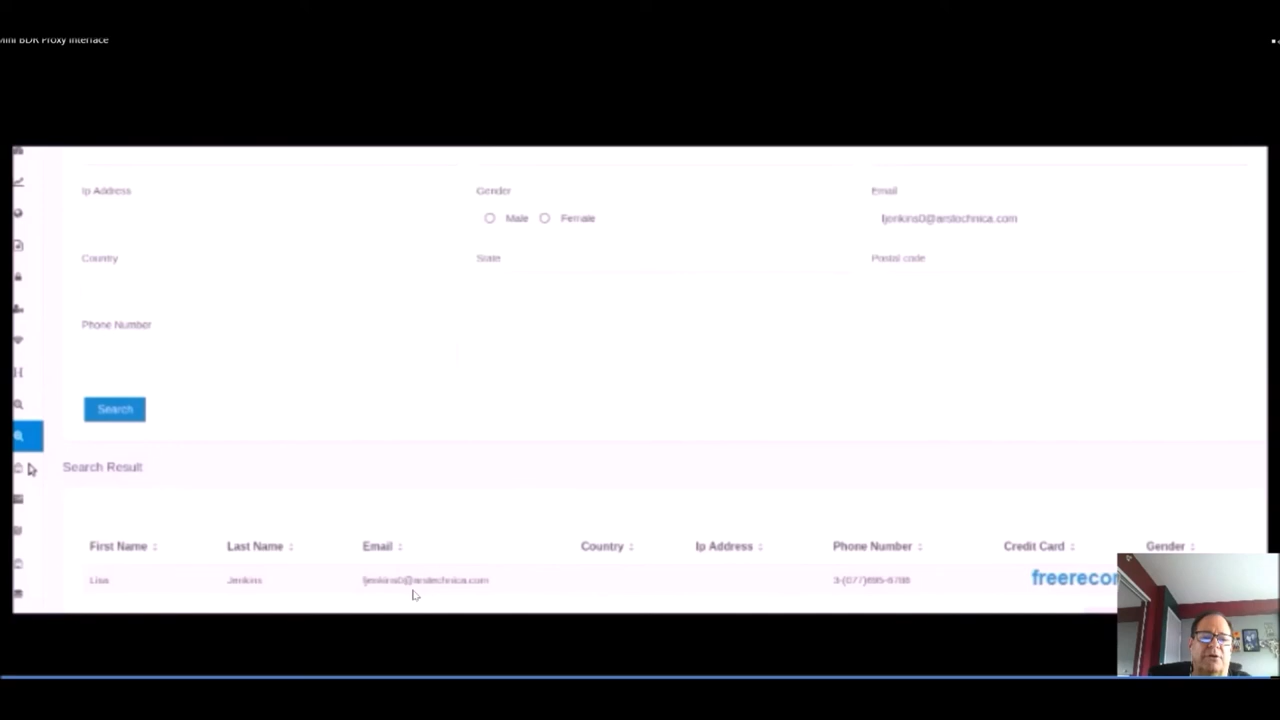 Mini BDK Proxy Interface
Ip Address Gender Email
Male Female ljenkins0@arstechnica.com
Country State Postal code
Phone Number
Search
Search Result
First Name Last Name Email Country Ip Address Phone Number Credit Card Gender
Lisa Jenkins ljenkins0@arstechnica.com freerecon